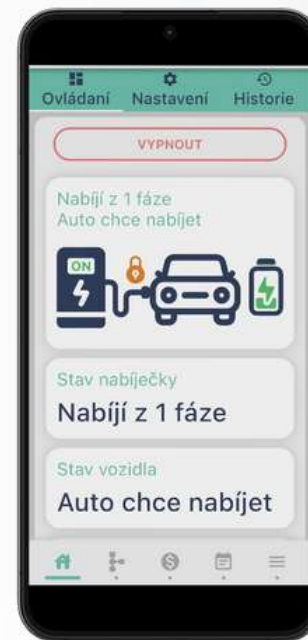 Ovládaní Nastavení Historie
VYPNOUT
Nabíjí z 1 fáze
Auto chce nabíjet
ON
Stav nabíječky
Nabíjí z 1 fáze
Stav vozidla
Auto chce nabíjet